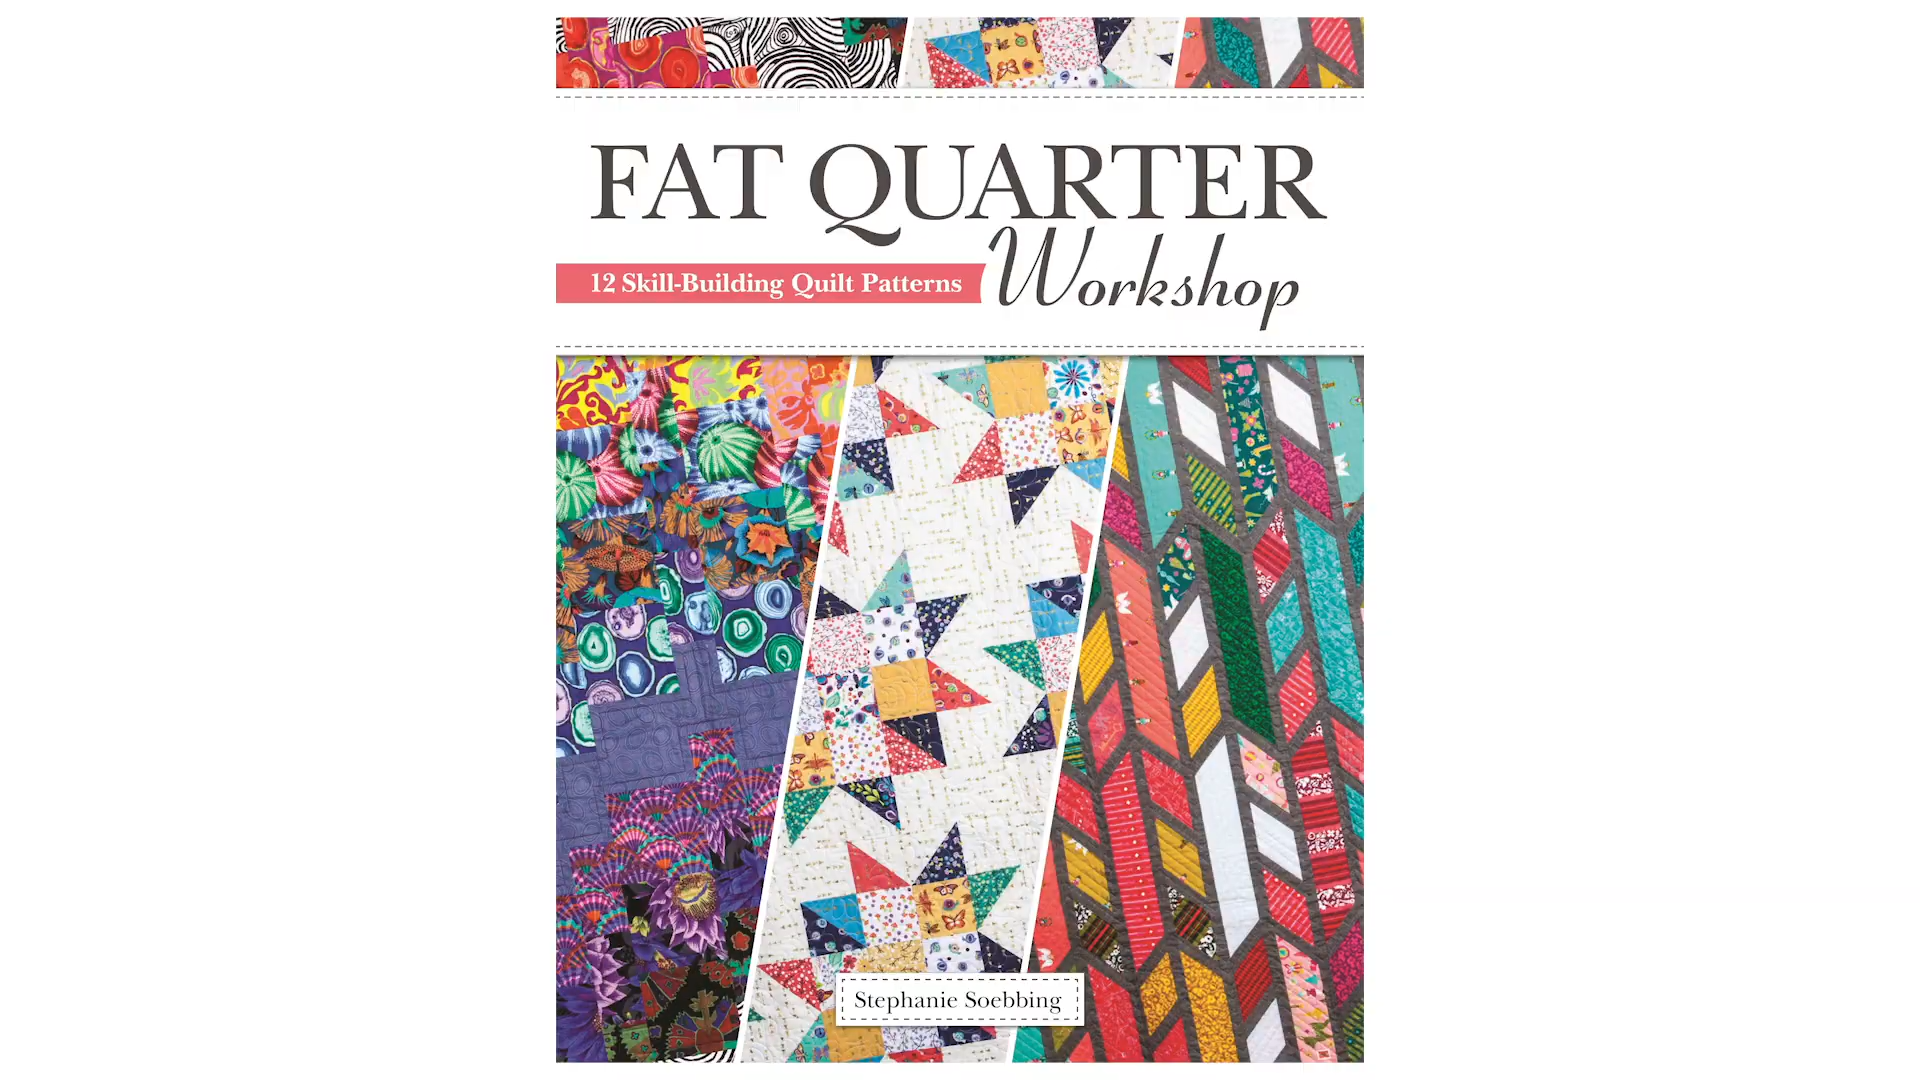 FAT QUARTER
Workshop
12 Skill-Building Quilt Patterns
Stephanie Soebbing